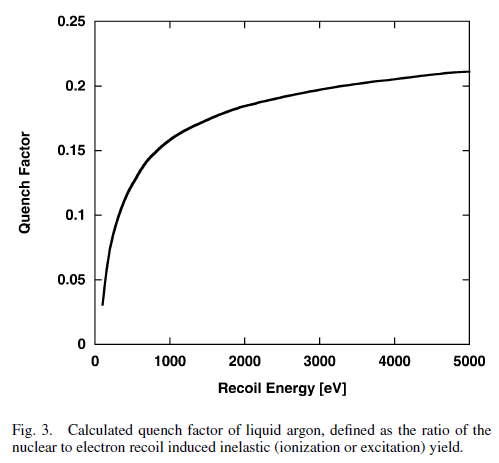 0.25
0.2
0.15
0.1
0.05
0
Quench Factor
0 1000 2000 3000 4000 5000
Recoil Energy [eV]
Fig. 3. Calculated quench factor of liquid argon, defined as the ratio of the
nuclear to electron recoil induced inelastic (ionization or excitation) yield.